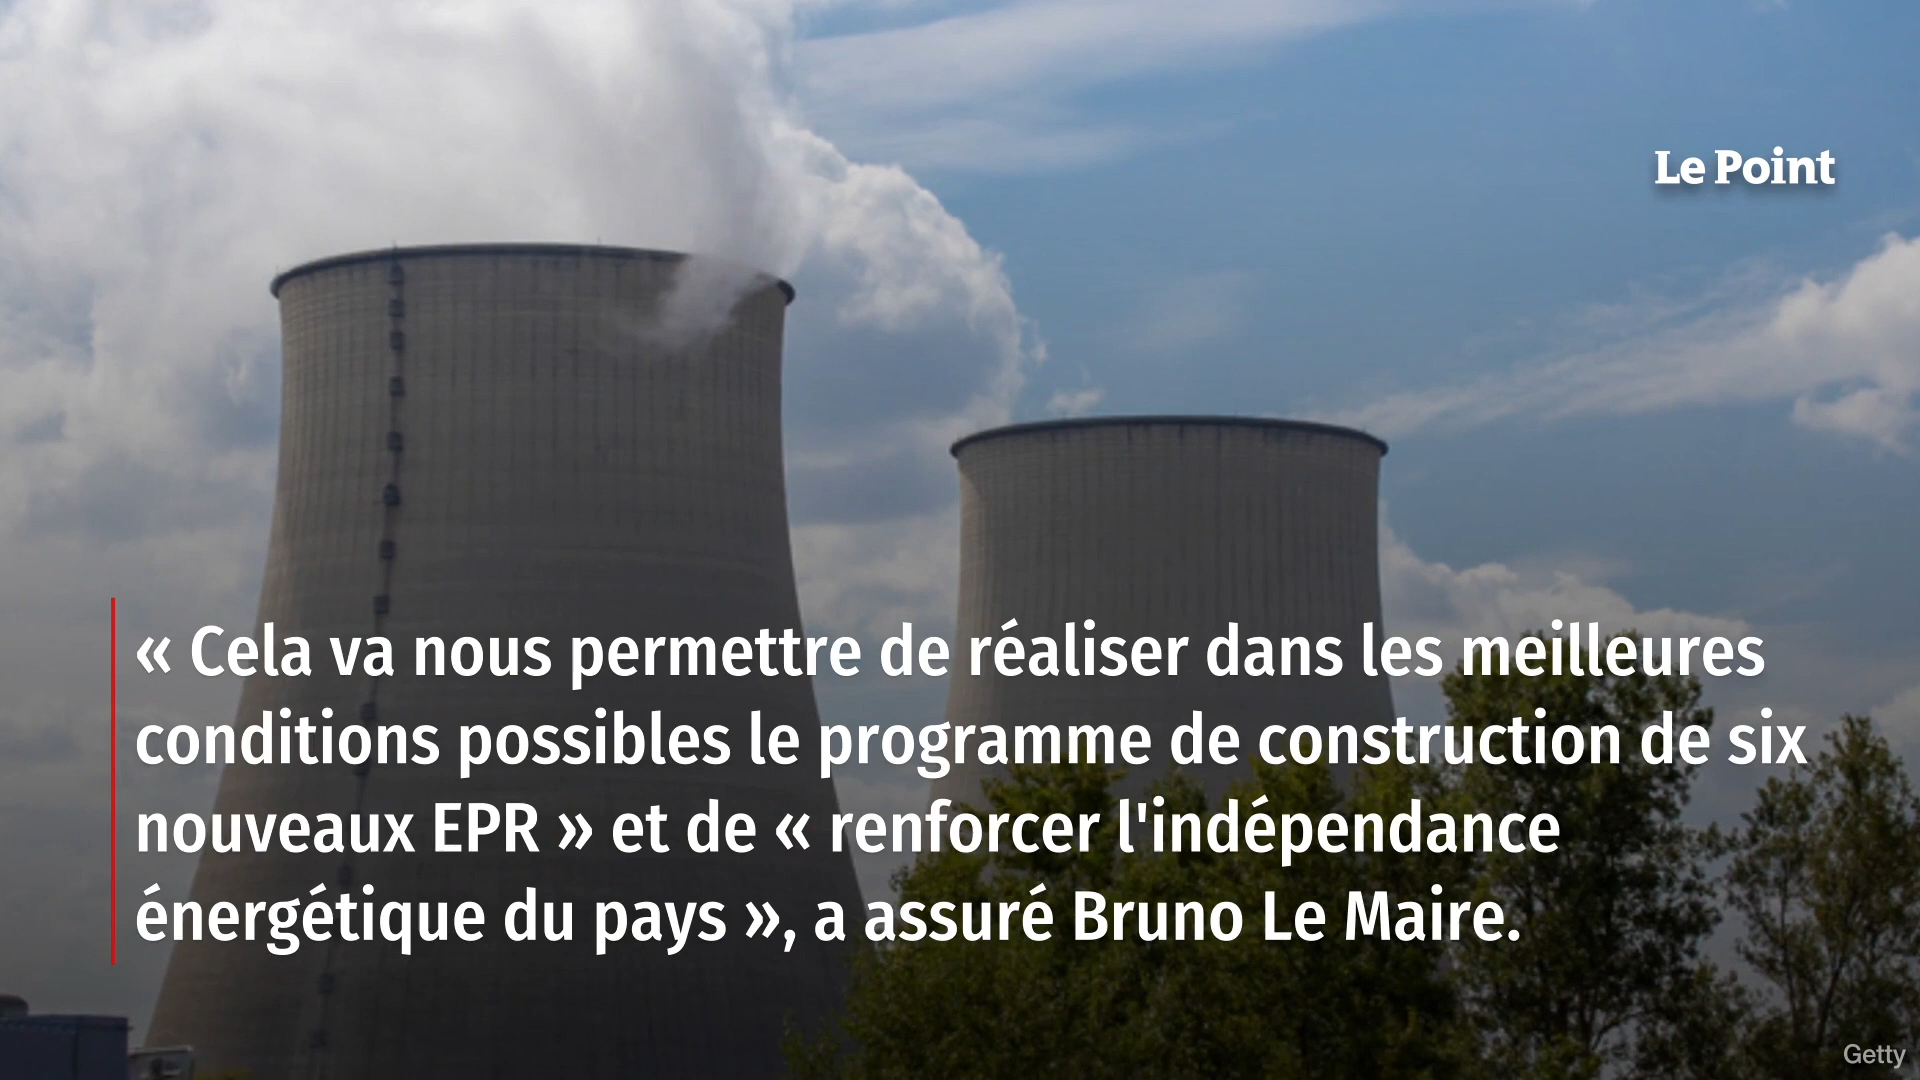 Le Point
« Cela va nous permettre de réaliser dans les meilleures
conditions possibles le programme de construction de six
nouveaux EPR » et de « renforcer l'indépendance
énergétique du pays », a assuré Bruno Le Maire.
Getty